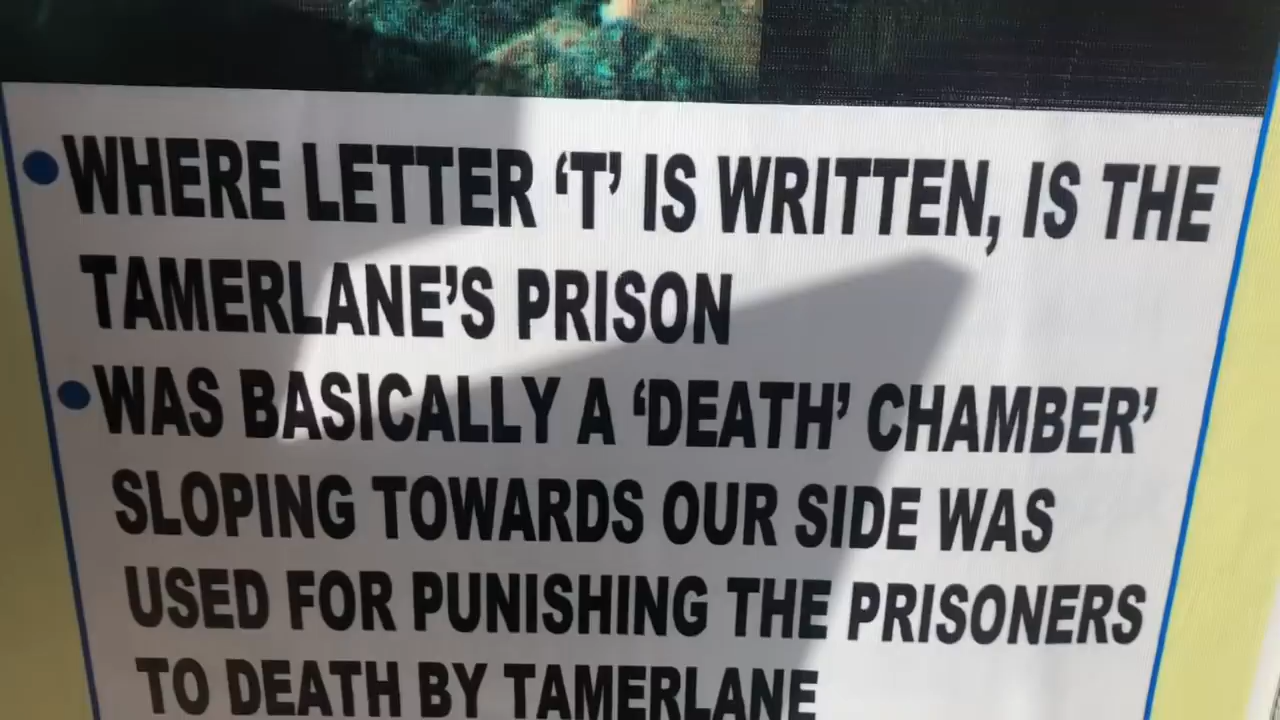 •WHERE LETTER ‘T’ IS WRITTEN, IS THE
TAMERLANE’S PRISON
•WAS BASICALLY A ‘DEATH’ CHAMBER’
SLOPING TOWARDS OUR SIDE WAS
USED FOR PUNISHING THE PRISONERS
TO DEATH BY TAMERLANE